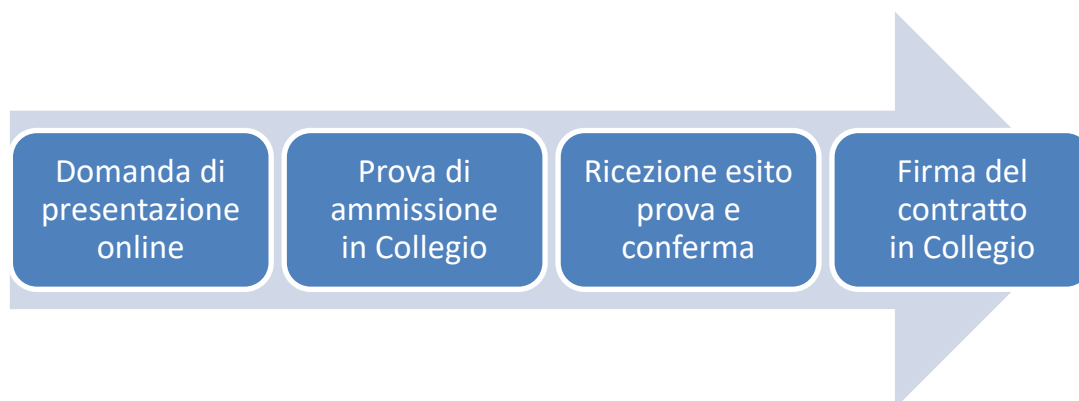 Domanda di
presentazione
online
Prova di
ammissione
in Collegio
Ricezione esito
prova e
conferma
Firma del
contratto
in Collegio